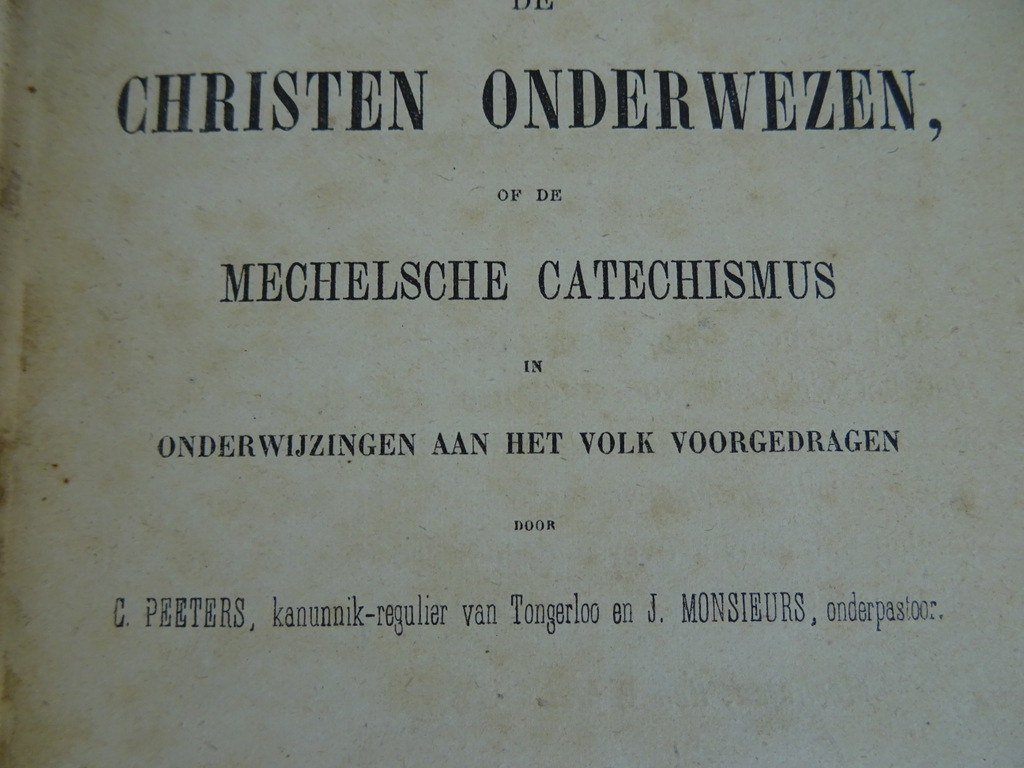 DE
CHRISTEN ONDERWEZEN,
OF DE
MECHELSCHE CATECHISMUS
IN
ONDERWIJZINGEN AAN HET VOLK VOORGEDRAGEN
DOOR
C. PEETERS, kanunnik-regulier van Tongerloo en J. MONSIEURS, onderpastoor.